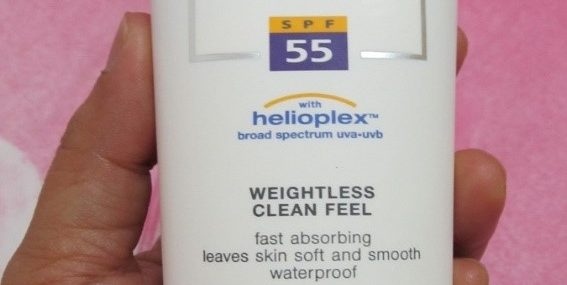 SPF
55
with
helioplex™
broad spectrum uva-uvb
WEIGHTLESS
CLEAN FEEL
fast absorbing
leaves skin soft and smooth
waterproof